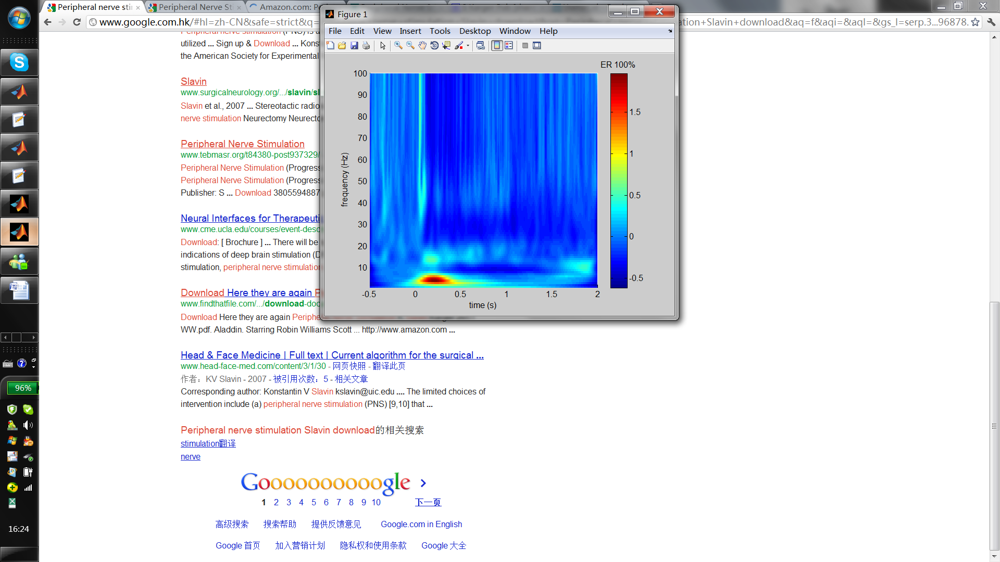 Peripheral nerve sti
Peripheral Nerve St
Amazon.com: Pe
www.google.com.hk/#hl=zh-CN&safe=strict&q=
ation+Slavin+download&aq=f&aqi=&aql=&gs_l=serp.3...96878.
Peripheral nerve stimulation (PNS) is a
utilized ... Sign up & Download ... Kons
the American Society for Experimental
Slavin
www.surgicalneurology.org/.../slavin/sl
Slavin et al., 2007 ... Stereotactic radio
nerve stimulation Neurectomy Neurecto
Peripheral Nerve Stimulation
www.tebmasr.org/t84380-post937329/
Peripheral Nerve Stimulation (Progress
Peripheral Nerve Stimulation (Progress
Publisher: S ... Download 3805594887
Neural Interfaces for Therapeuti
www.cme.ucla.edu/courses/event-desc
Download: [ Brochure ] ... There will be
indications of deep brain stimulation (D
stimulation, peripheral nerve stimulation
Download Here they are again P
www.findthatfile.com/.../download-doc
Download Here they are again Periphe
WW.pdf. Aladdin. Starring Robin Williams Scott ... http://www.amazon.com ...
Head & Face Medicine | Full text | Current algorithm for the surgical ...
www.head-face-med.com/content/3/1/30 - 网页快照 - 翻译此页
作者：KV Slavin - 2007 - 被引用次数：5 - 相关文章
Corresponding author: Konstantin V Slavin kslavin@uic.edu .... The limited choices of
intervention include (a) peripheral nerve stimulation (PNS) [9,10] that ...
Peripheral nerve stimulation Slavin download的相关搜索
stimulation翻译
nerve
Goooooooooogle
1 2 3 4 5 6 7 8 9 10 下一页
高级搜索 搜索帮助 提供反馈意见 Google.com in English
Google 首页 加入营销计划 隐私权和使用条款 Google 大全
Figure 1
File Edit View Insert Tools Desktop Window Help
ER 100%
100
90
80
70
60
50
40
30
20
10
frequency (Hz)
-0.5 0 0.5 1 1.5 2
time (s)
1.5
1
0.5
0
-0.5
96%
16:24